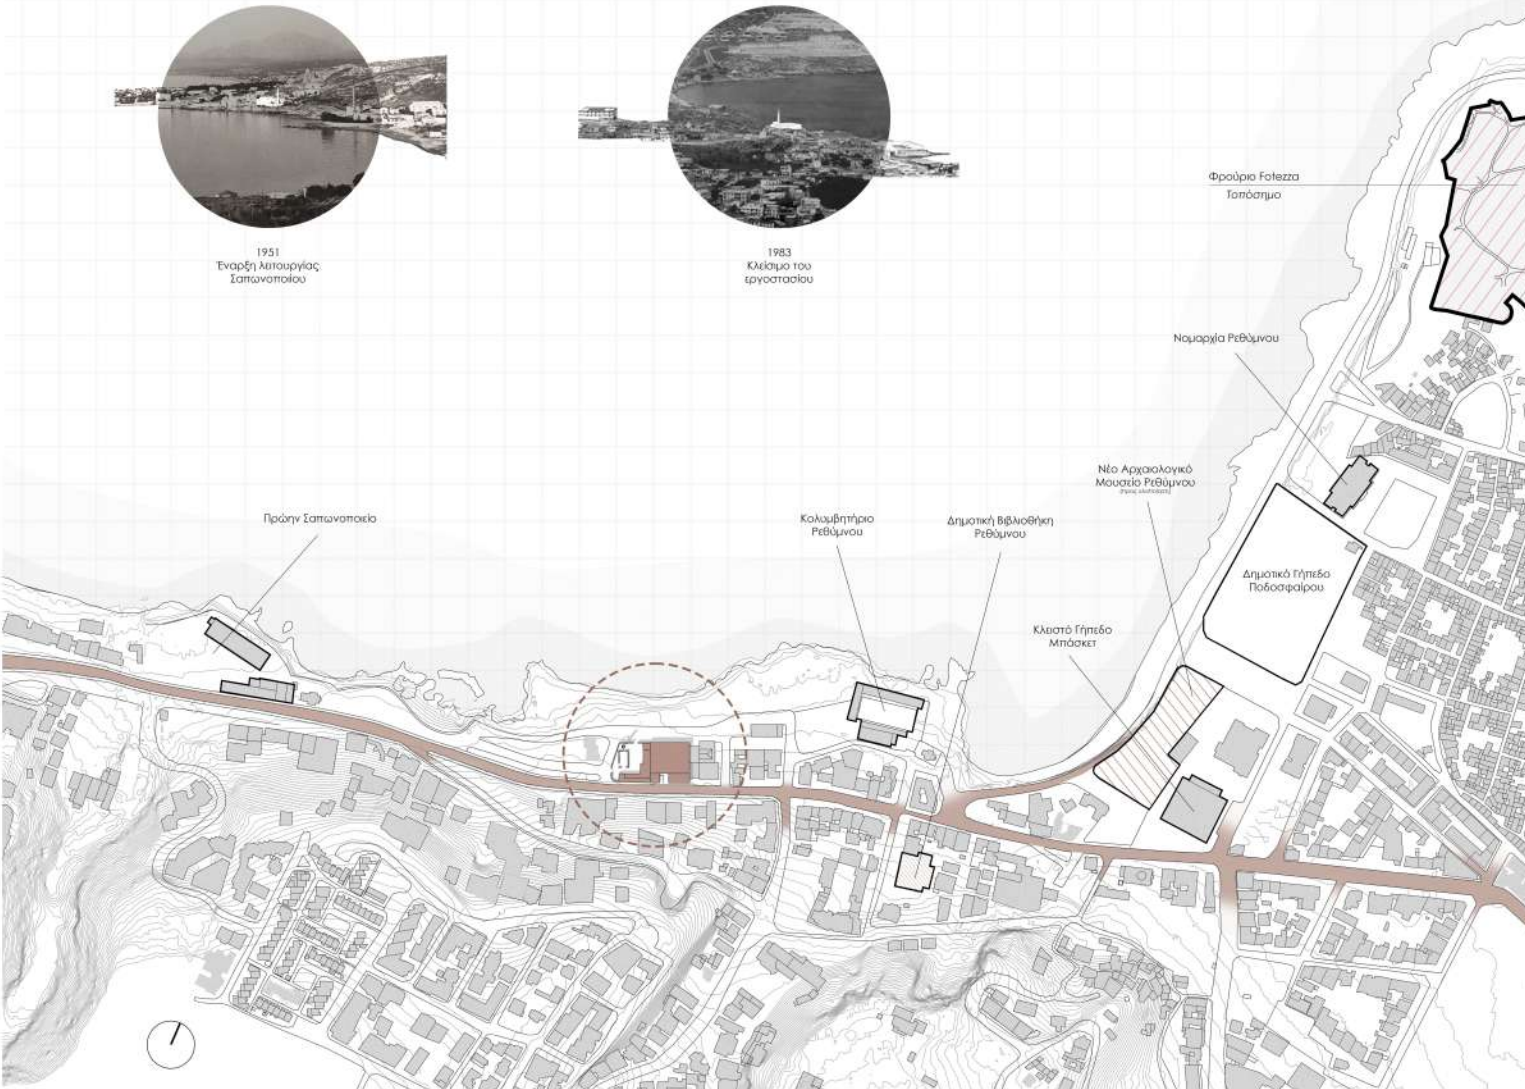 1951
Έναρξη λειτουργίας
Σαπωνοποιίου
1983
Κλείσιμο του
εργοστασίου
Φρούριο Fotezza
Τοπόσημο
Νομαρχία Ρεθύμνου
Νέο Αρχαιολογικό
Μουσείο Ρεθύμνου
Πρώην Σαπωνοποιείο
Κολυμβητήριο
Ρεθύμνου
Δημοτική Βιβλιοθήκη
Ρεθύμνου
Δημοτικό Γήπεδο
Ποδοσφαίρου
Κλειστό Γήπεδο
Μπάσκετ